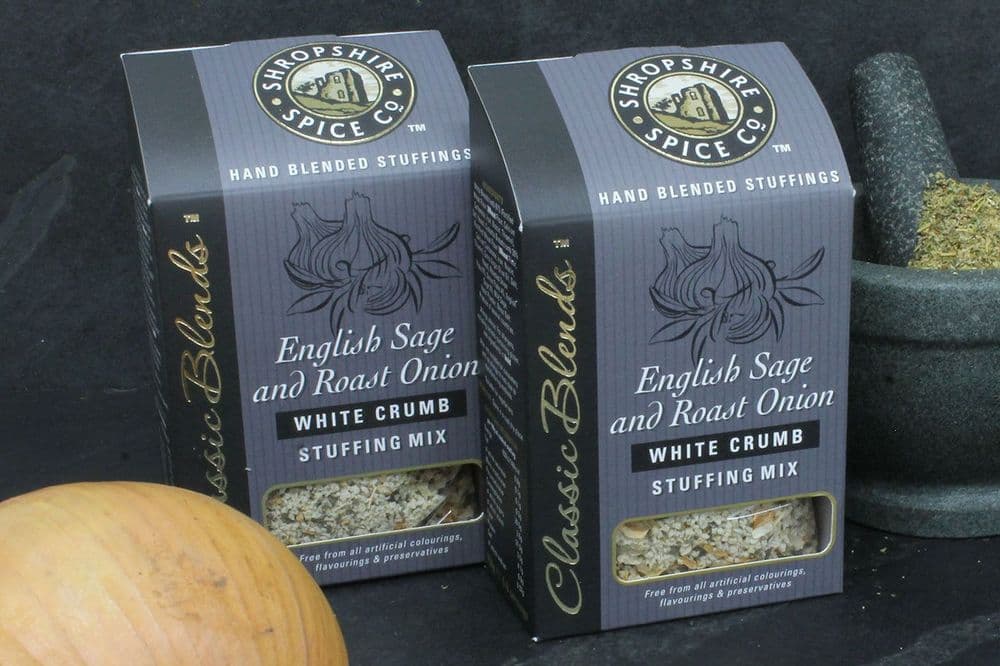 SHROPSHIRE
SPICE Co.
TM
HAND BLENDED STUFFINGS
TM
Classic Blends
English Sage
and Roast Onion
WHITE CRUMB
STUFFING MIX
Free from all artificial colourings,
flavourings & preservatives
SHROPSHIRE
SPICE Co.
TM
HAND BLENDED STUFFINGS
TM
Classic Blends
English Sage
and Roast Onion
WHITE CRUMB
STUFFING MIX
Free from all artificial colourings,
flavourings & preservatives